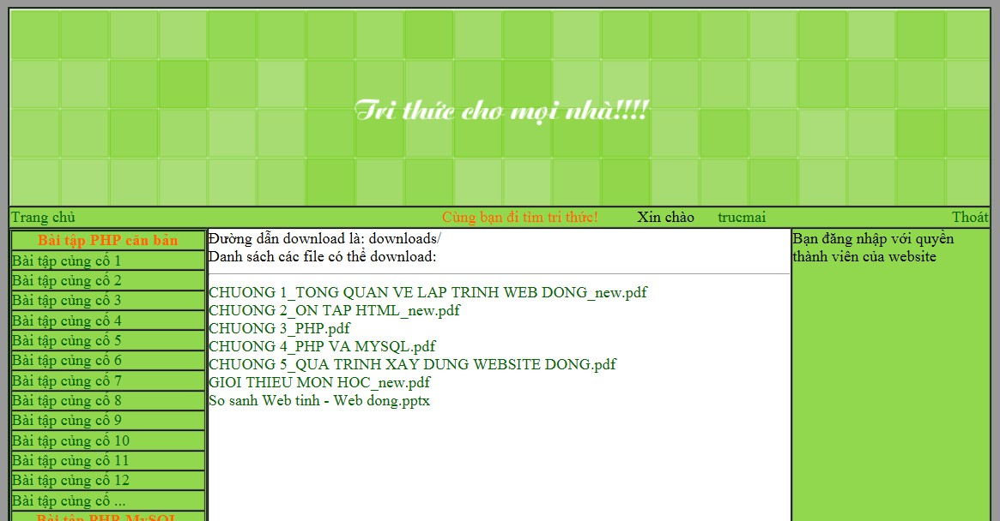 Tri thức cho mọi nhà!!!!
Trang chủ Cùng bạn đi tìm tri thức! Xin chào trucmai Thoát
Bài tập PHP căn bản
Bài tập củng cố 1
Bài tập củng cố 2
Bài tập củng cố 3
Bài tập củng cố 4
Bài tập củng cố 5
Bài tập củng cố 6
Bài tập củng cố 7
Bài tập củng cố 8
Bài tập củng cố 9
Bài tập củng cố 10
Bài tập củng cố 11
Bài tập củng cố 12
Bài tập củng cố ...
Bài tập PHP MySQL
Đường dẫn download là: downloads/
Danh sách các file có thể download:
CHUONG 1_TONG QUAN VE LAP TRINH WEB DONG_new.pdf
CHUONG 2_ON TAP HTML_new.pdf
CHUONG 3_PHP.pdf
CHUONG 4_PHP VA MYSQL.pdf
CHUONG 5_QUA TRINH XAY DUNG WEBSITE DONG.pdf
GIOI THIEU MON HOC_new.pdf
So sanh Web tinh - Web dong.pptx
Bạn đăng nhập với quyền
thành viên của website